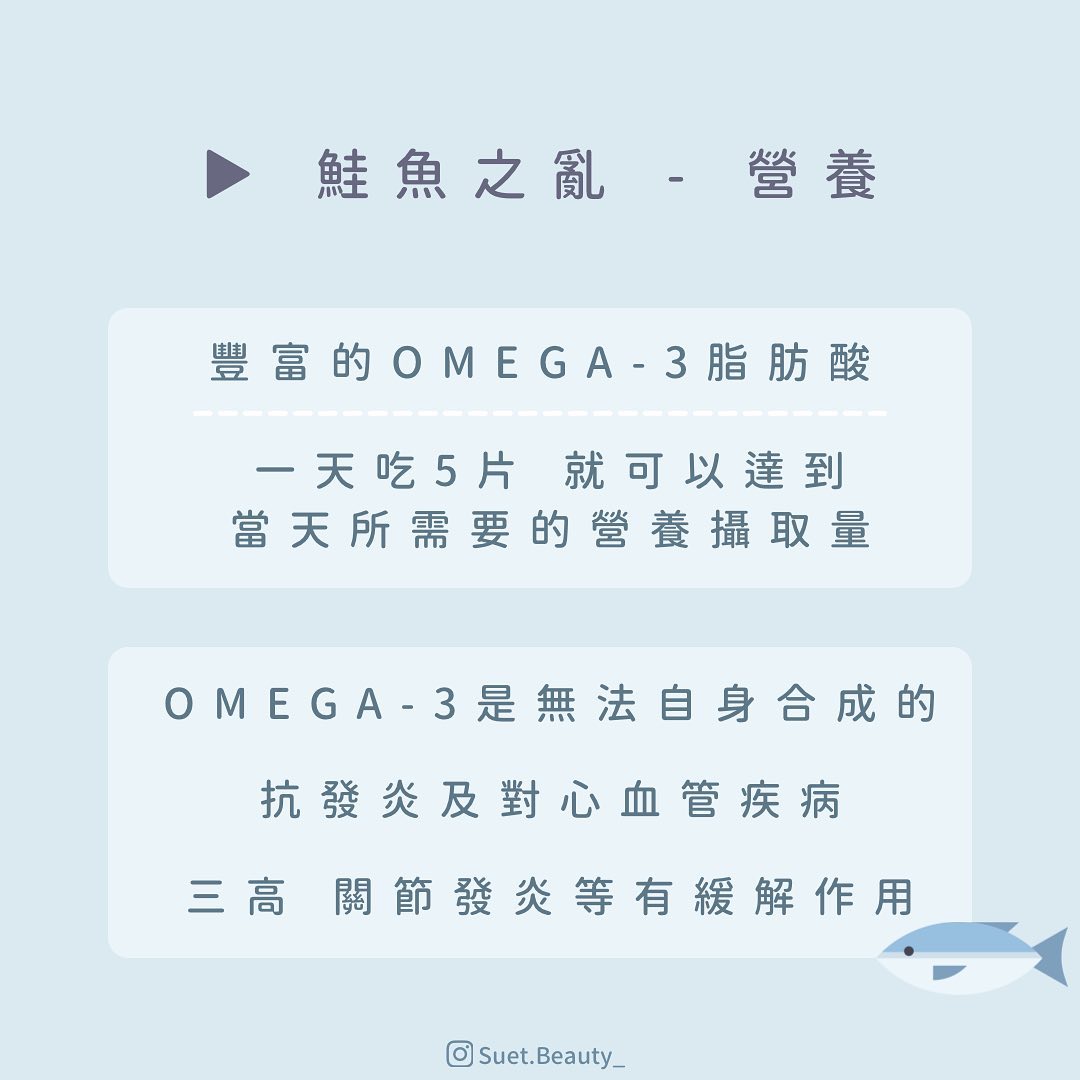 鮭魚之亂 - 營養
豐富的OMEGA-3脂肪酸
一天吃5片 就可以達到
當天所需要的營養攝取量
OMEGA-3是無法自身合成的
抗發炎及對心血管疾病
三高 關節發炎等有緩解作用
Suet.Beauty_